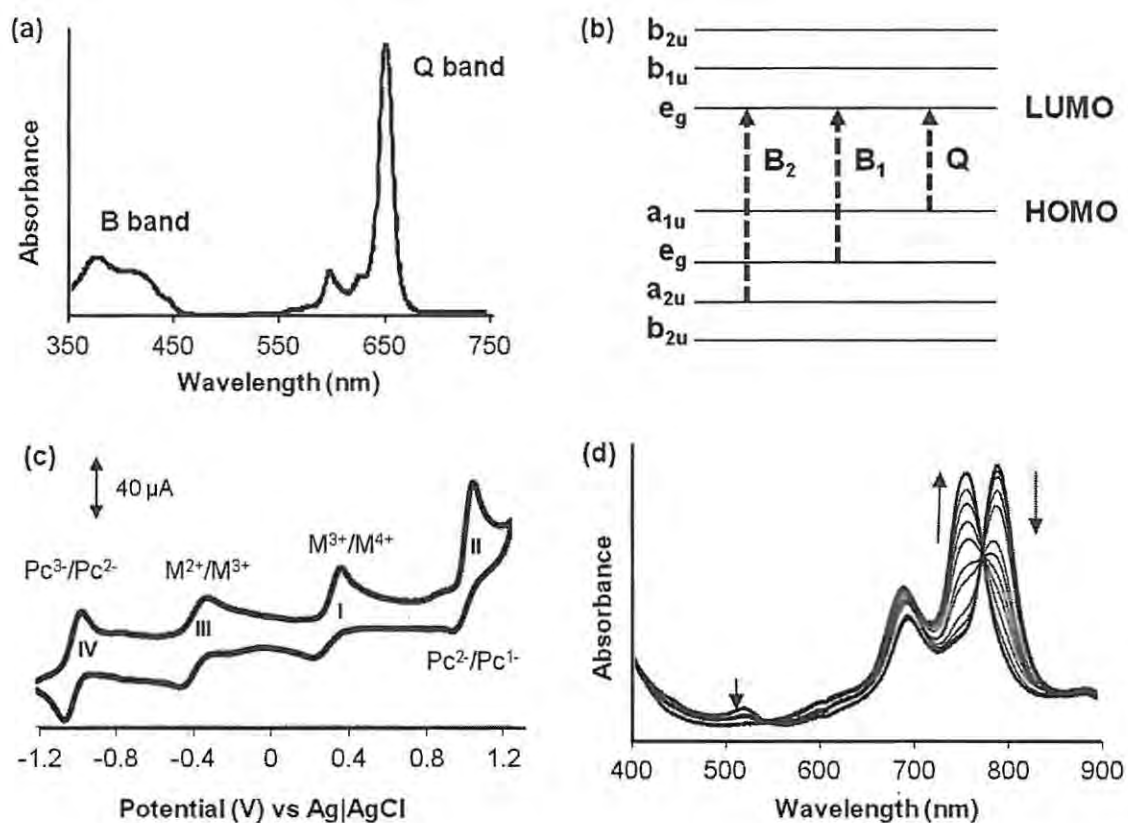 (a)
Q band
B band
Absorbance
350
450
550
650
750
Wavelength (nm)
(b)
b2u
b1u
eg
LUMO
B2
B1
Q
a1u
HOMO
eg
a2u
b2u
(c)
40 µA
Pc3-/Pc2-
M2+/M3+
M3+/M4+
II
I
III
IV
Pc2-/Pc1-
-1.2
-0.8
-0.4
0
0.4
0.8
1.2
Potential (V) vs Ag|AgCl
(d)
Absorbance
400
500
600
700
800
900
Wavelength (nm)